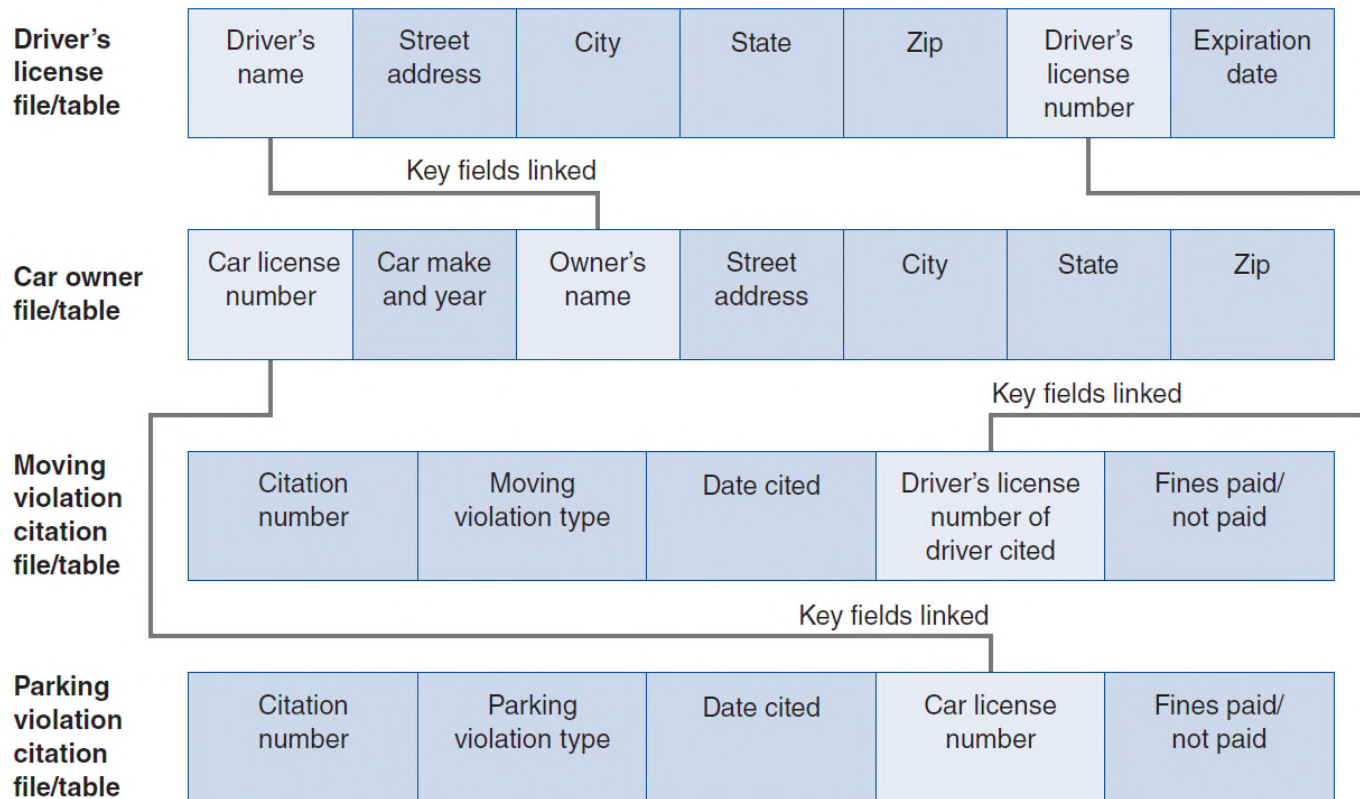 Driver's
license
file/table
Driver's
name
Street
address
City
State
Zip
Driver's
license
number
Expiration
date
Key fields linked
Car owner
file/table
Car license
number
Car make
and year
Owner's
name
Street
address
City
State
Zip
Key fields linked
Moving
violation
citation
file/table
Citation
number
Moving
violation type
Date cited
Driver's license
number of
driver cited
Fines paid/
not paid
Key fields linked
Parking
violation
citation
file/table
Citation
number
Parking
violation type
Date cited
Car license
number
Fines paid/
not paid